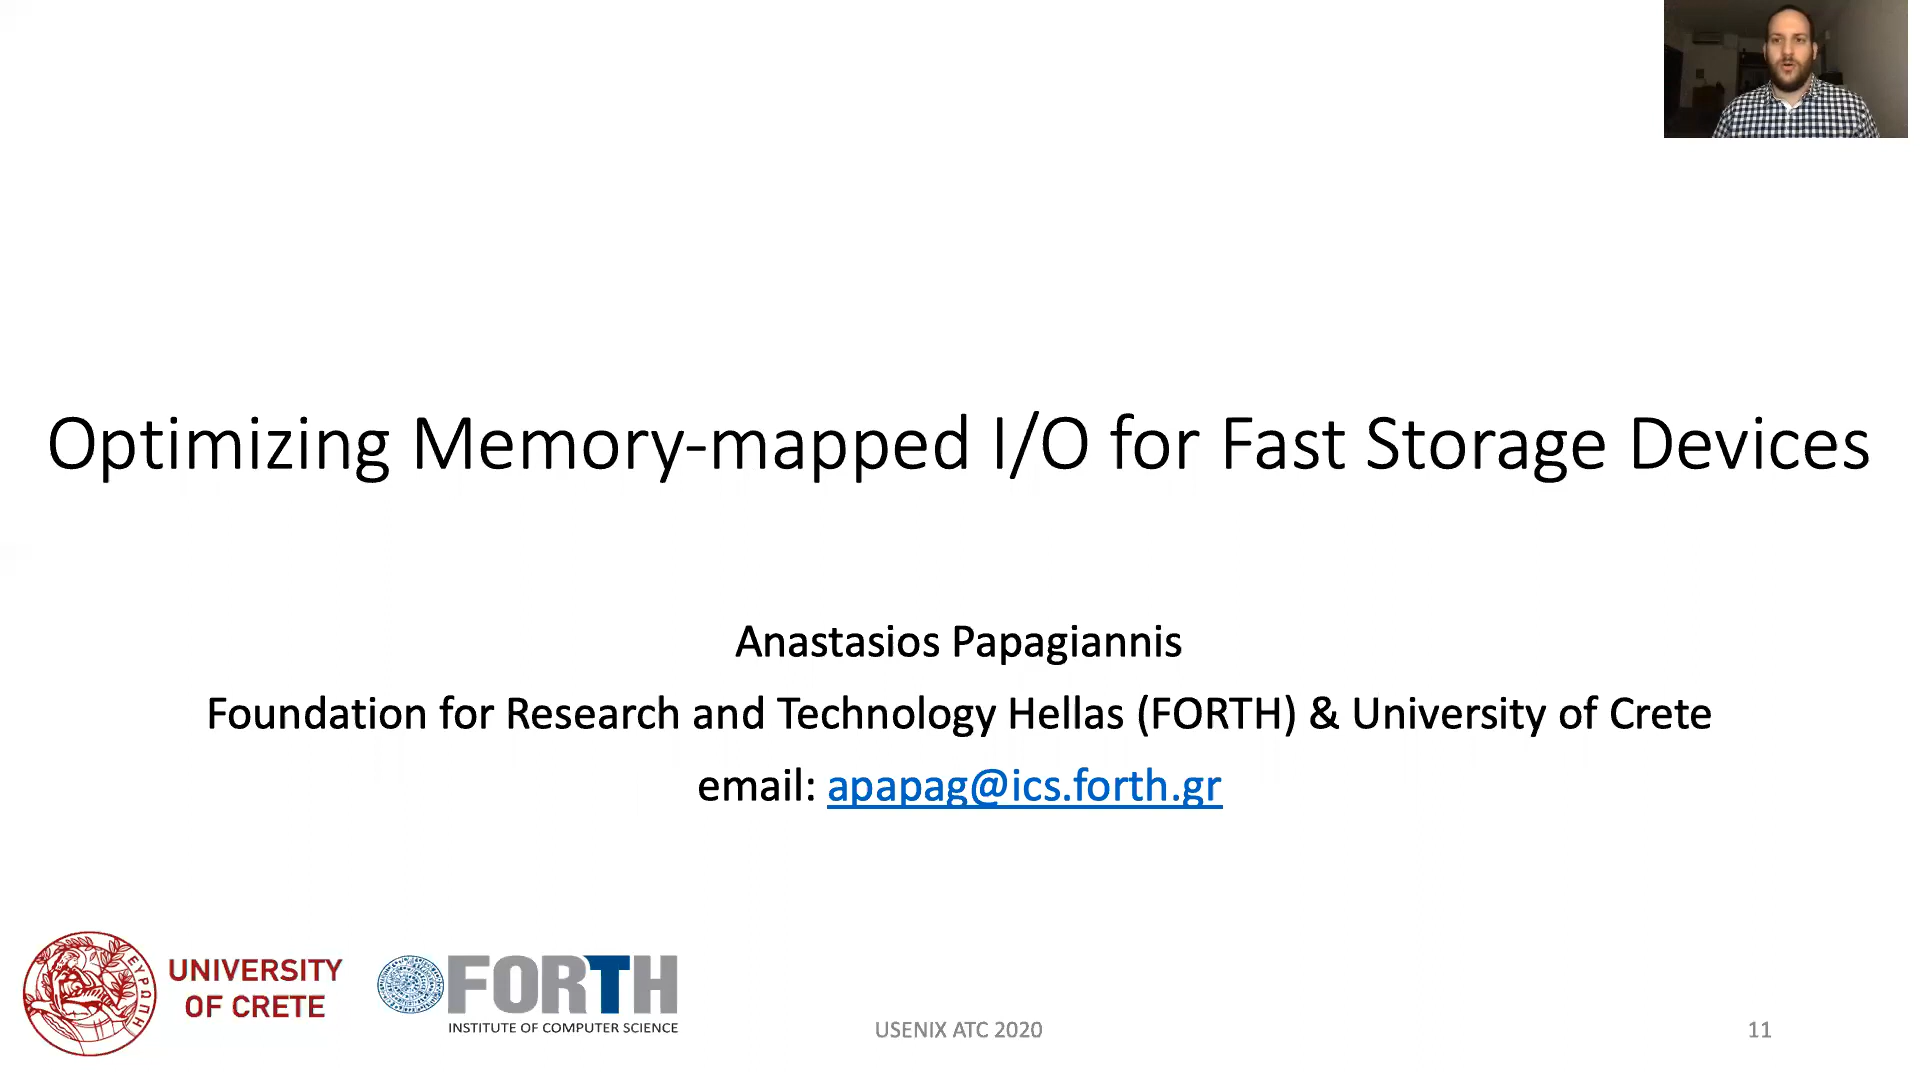 Optimizing Memory-mapped I/O for Fast Storage Devices
Anastasios Papagiannis
Foundation for Research and Technology Hellas (FORTH) & University of Crete
email: apapag@ics.forth.gr
ΕΥΡΩΠΗ
UNIVERSITY
OF CRETE
FORTH
INSTITUTE OF COMPUTER SCIENCE
USENIX ATC 2020
11